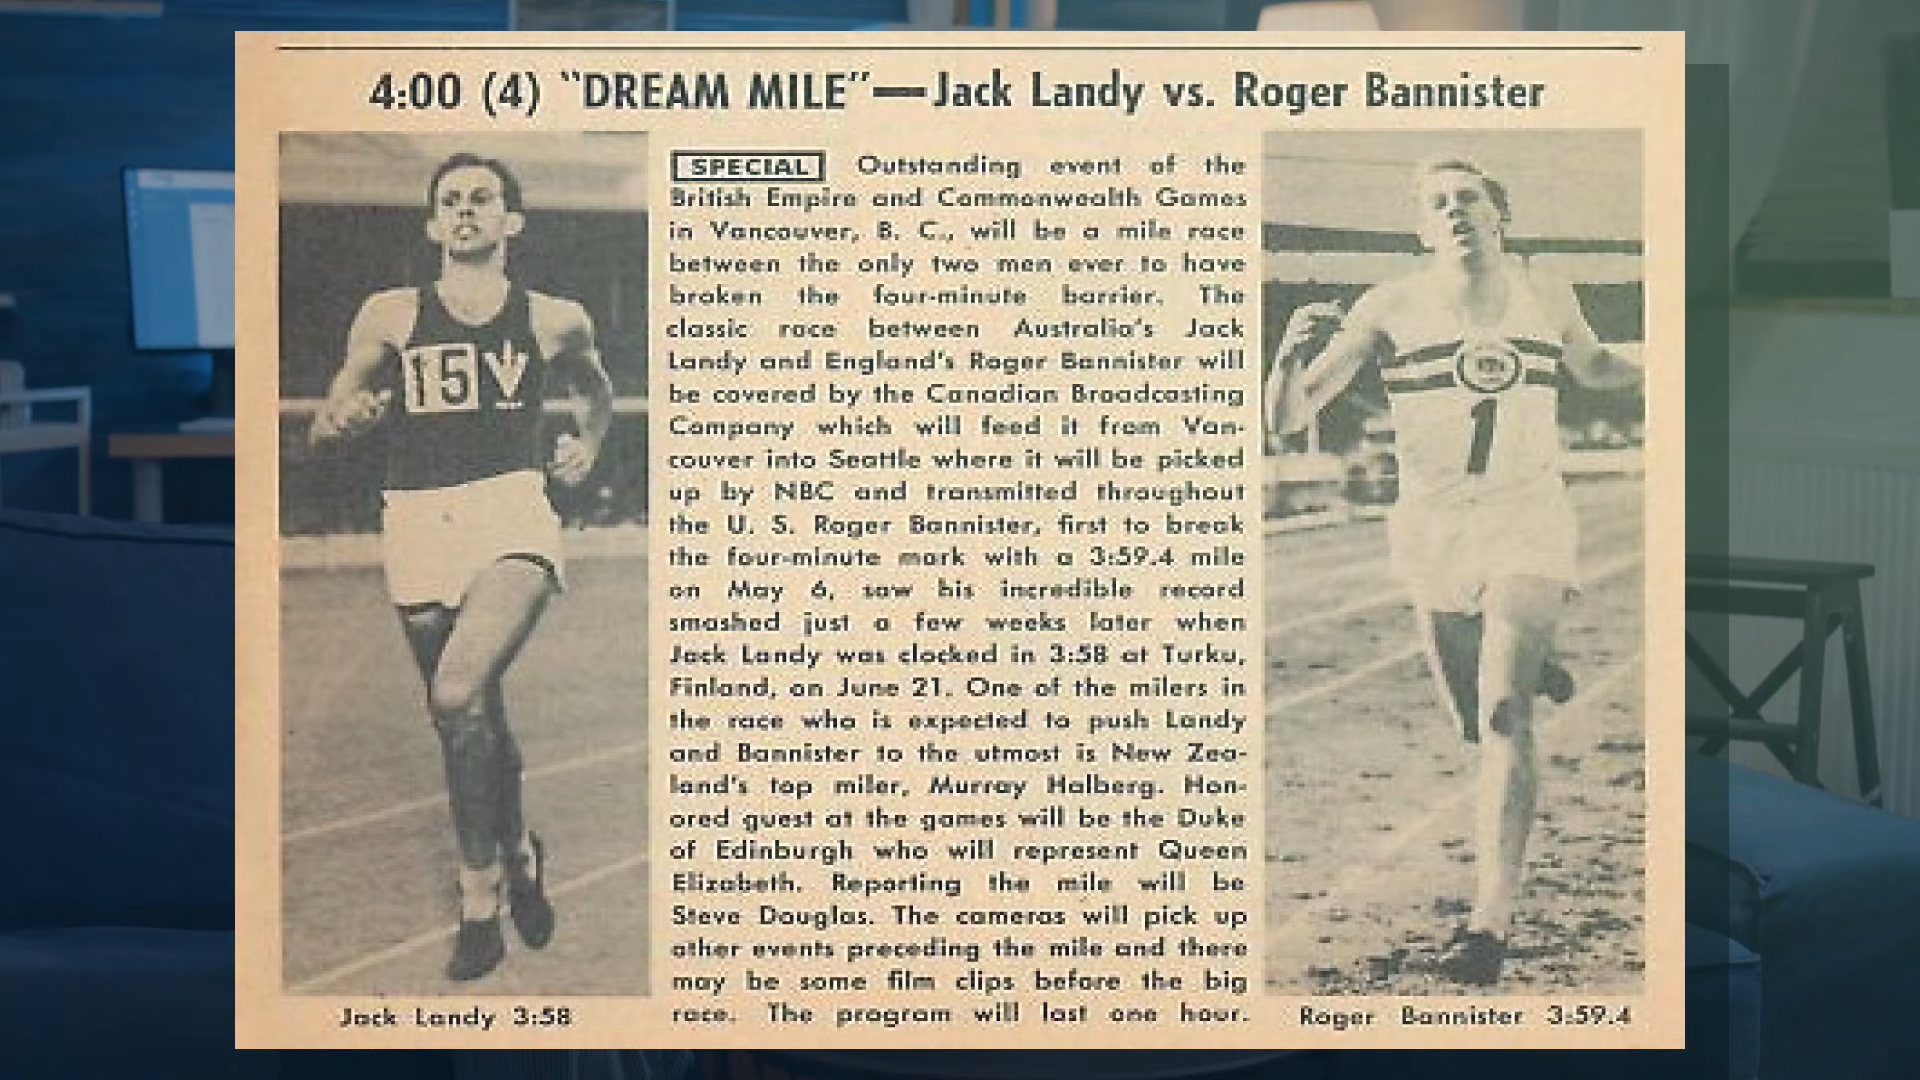 4:00 (4) "DREAM MILE"—Jack Landy vs. Roger Bannister
SPECIAL Outstanding event of the
British Empire and Commonwealth Games
in Vancouver, B. C., will be a mile race
between the only two men ever to have
broken the four-minute barrier. The
classic race between Australia's Jack
Landy and England's Roger Bannister will
be covered by the Canadian Broadcasting
Company which will feed it from Van-
couver into Seattle where it will be picked
up by NBC and transmitted throughout
the U. S. Roger Bannister, first to break
the four-minute mark with a 3:59.4 mile
on May 6, saw his incredible record
smashed just a few weeks later when
Jack Landy was clocked in 3:58 at Turku,
Finland, on June 21. One of the milers in
the race who is expected to push Landy
and Bannister to the utmost is New Zea-
land's top miler, Murray Halberg. Hon-
ored guest at the games will be the Duke
of Edinburgh who will represent Queen
Elizabeth. Reporting the mile will be
Steve Douglas. The cameras will pick up
other events preceding the mile and there
may be some film clips before the big
race. The program will last one hour.
15 V
1
Jack Landy 3:58
Roger Bannister 3:59.4